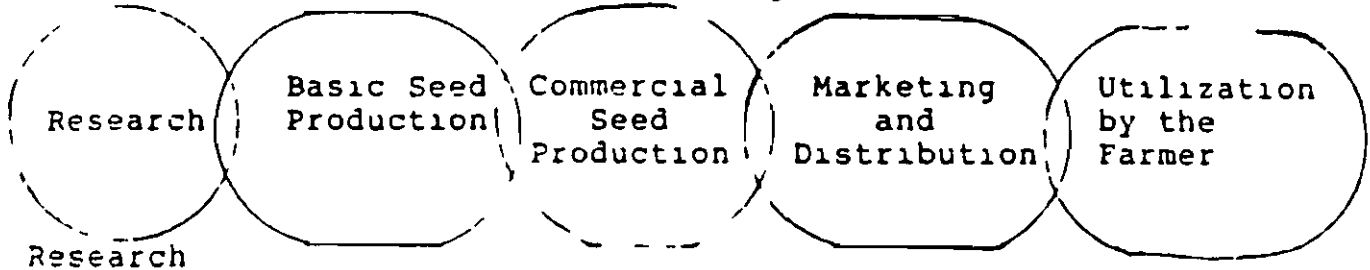 Research
Basic Seed
Production
Commercial
Seed
Production
Marketing
and
Distribution
Utilization
by the
Farmer
Research